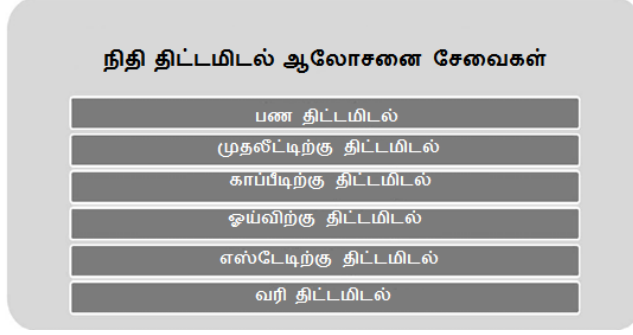 நிதி திட்டமிடல் ஆலோசனை சேவைகள்
பண திட்டமிடல்
முதலீட்டிற்கு திட்டமிடல்
காப்பீடிற்கு திட்டமிடல்
ஓய்விற்கு திட்டமிடல்
எஸ்டேடிற்கு திட்டமிடல்
வரி திட்டமிடல்